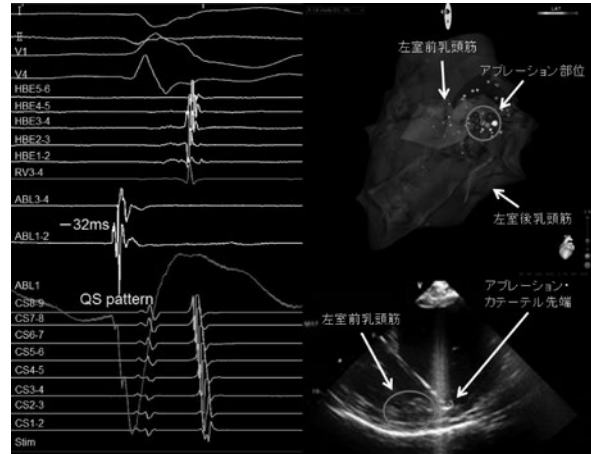 I
II
V1
V4
HBE5-6
HBE4-5
HBE3-4
HBE2-3
HBE1-2
RV3-4
ABL3-4
－32ms
ABL1-2
ABL1
QS pattern
CS8-9
CS7-8
CS6-7
CS5-6
CS4-5
CS3-4
CS2-3
CS1-2
Stim
LAT
左室前乳頭筋
アブレーション部位
左室後乳頭筋
アブレーション・
カテーテル先端
左室前乳頭筋
V